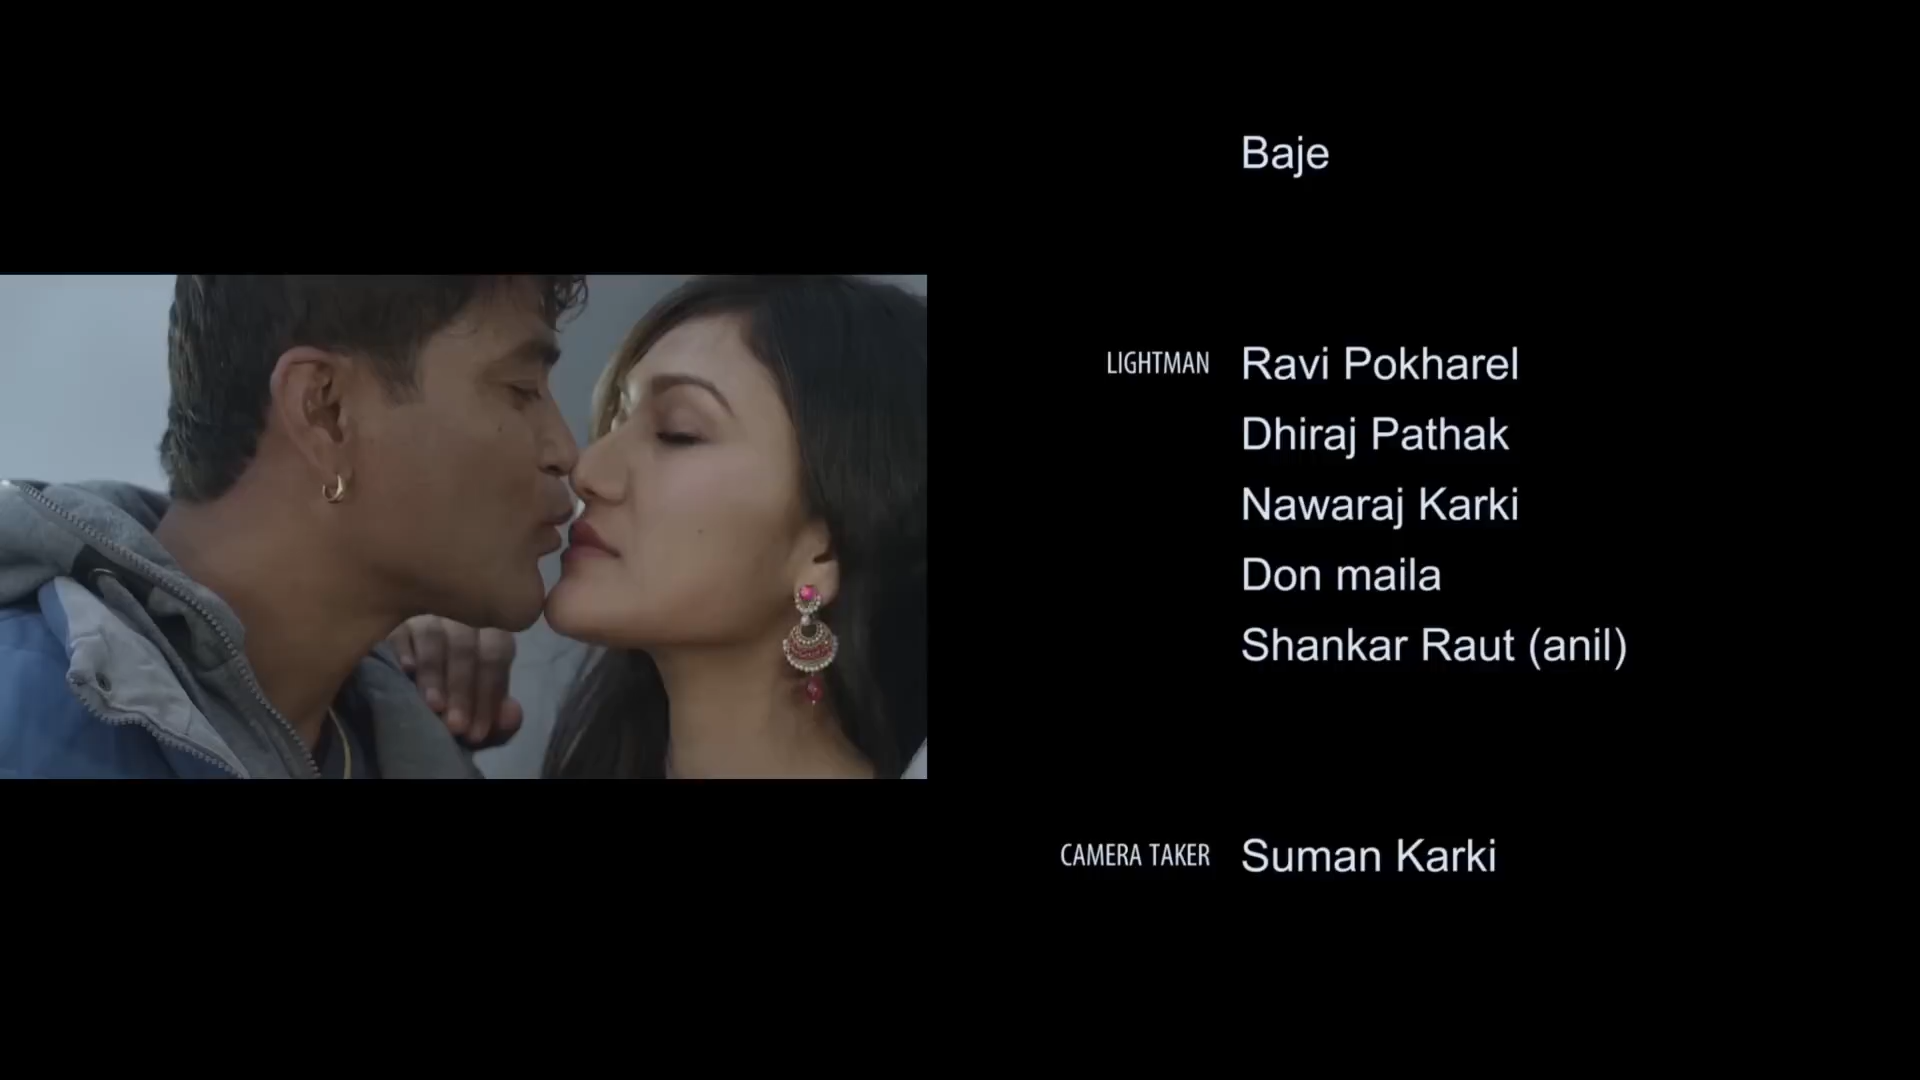 Baje
LIGHTMAN Ravi Pokharel
Dhiraj Pathak
Nawaraj Karki
Don maila
Shankar Raut (anil)
CAMERA TAKER Suman Karki